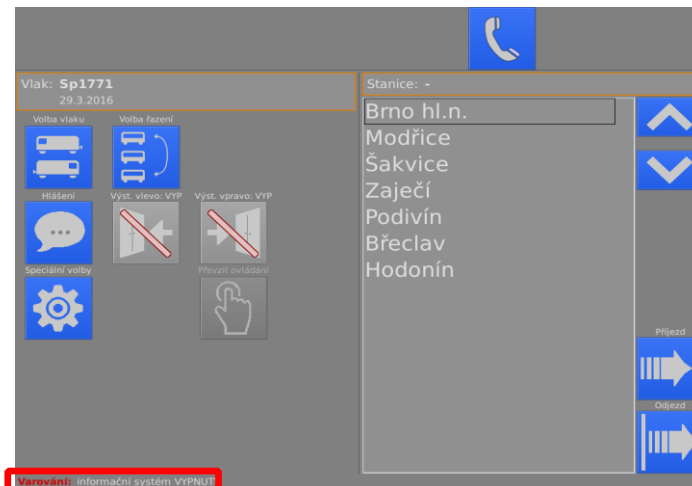 Vlak: Sp1771
29.3.2016
Stanice: -
Volba vlaku
Volba řazení
Hlášení
Výst. vlevo: VYP
Výst. vpravo: VYP
Speciální volby
Převzít ovládání
Brno hl.n.
Modřice
Šakvice
Zaječí
Podivín
Břeclav
Hodonín
Příjezd
Odjezd
Varování: informační systém VYPNUT